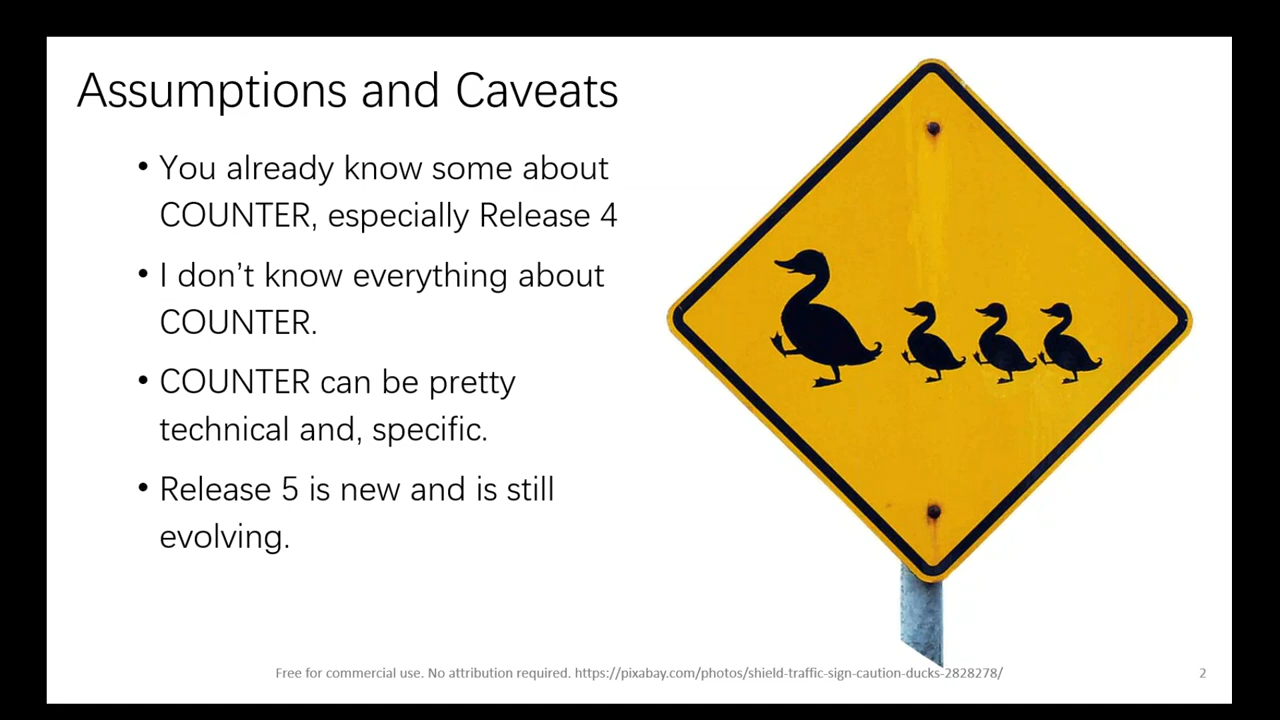 Assumptions and Caveats
• You already know some about
COUNTER, especially Release 4
• I don’t know everything about
COUNTER.
• COUNTER can be pretty
technical and, specific.
• Release 5 is new and is still
evolving.
Free for commercial use. No attribution required. https://pixabay.com/photos/shield-traffic-sign-caution-ducks-2828278/
2